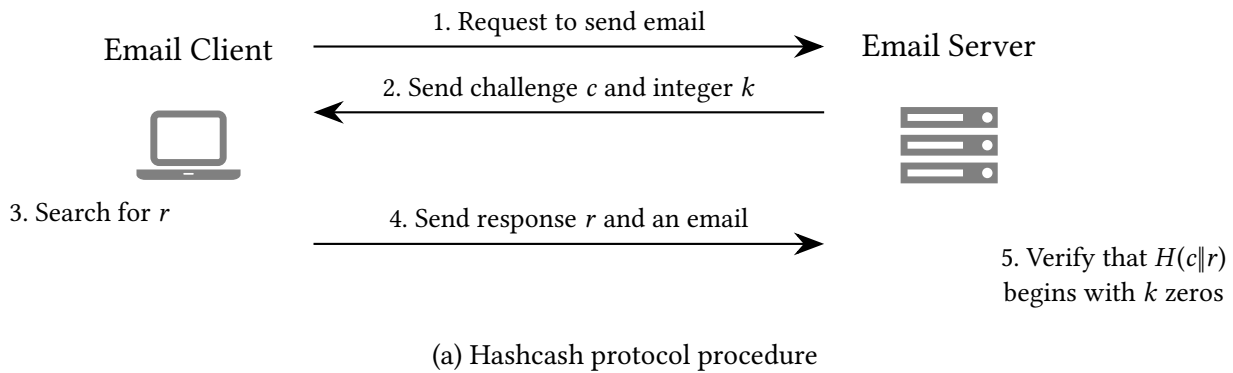 1. Request to send email
Email Client
Email Server
2. Send challenge c and integer k
3. Search for r
4. Send response r and an email
5. Verify that H(c‖r)
begins with k zeros
(a) Hashcash protocol procedure